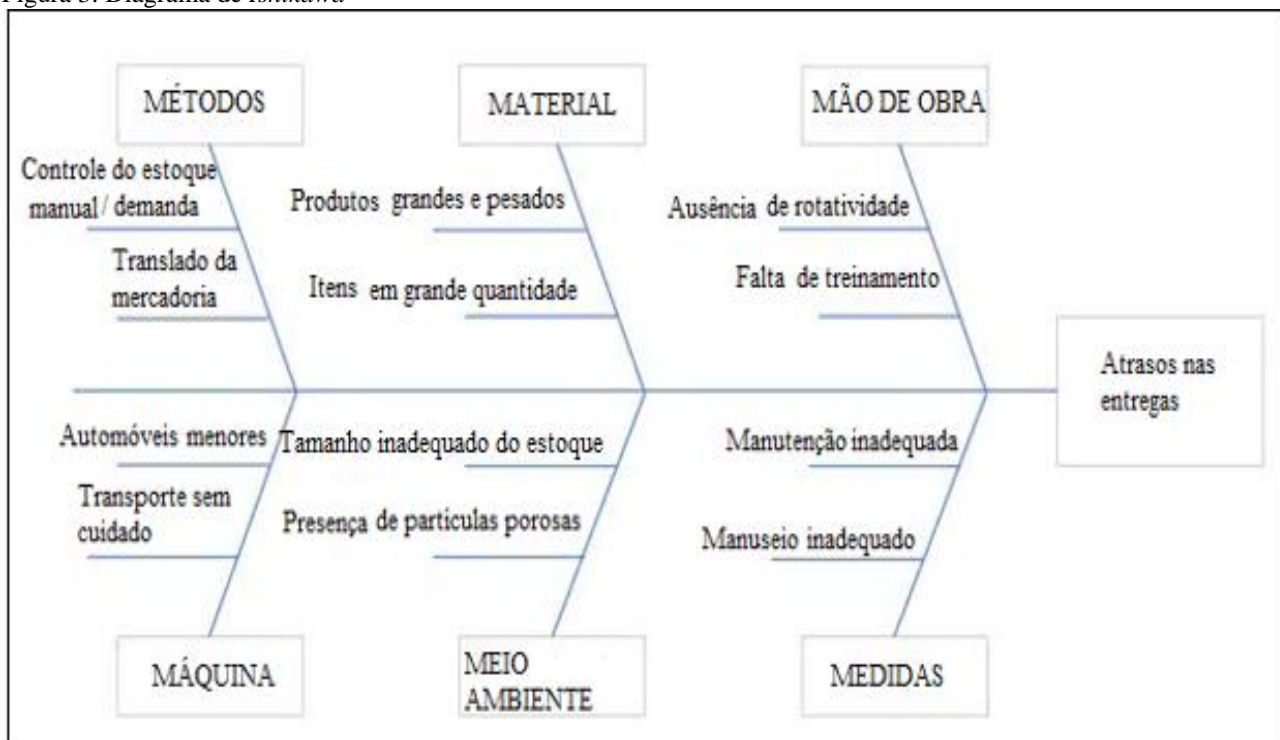 Figura 3. Diagrama de Ishikawa
MÉTODOS
MATERIAL
MÃO DE OBRA
Controle do estoque
manual / demanda
Translado da
mercadoria
Produtos grandes e pesados
Itens em grande quantidade
Ausência de rotatividade
Falta de treinamento
Atrasos nas
entregas
Automóveis menores
Transporte sem
cuidado
Tamanho inadequado do estoque
Presença de partículas porosas
Manutenção inadequada
Manuseio inadequado
MÁQUINA
MEIO
AMBIENTE
MEDIDAS